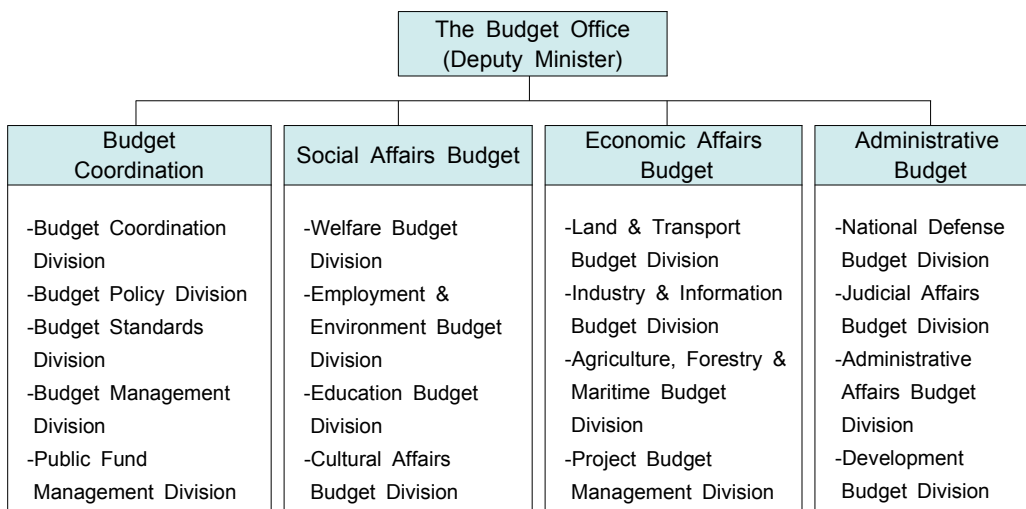 The Budget Office
(Deputy Minister)
Budget
Coordination
-Budget Coordination
Division
-Budget Policy Division
-Budget Standards
Division
-Budget Management
Division
-Public Fund
Management Division
Social Affairs Budget
-Welfare Budget
Division
-Employment &
Environment Budget
Division
-Education Budget
Division
-Cultural Affairs
Budget Division
Economic Affairs
Budget
-Land & Transport
Budget Division
-Industry & Information
Budget Division
-Agriculture, Forestry &
Maritime Budget
Division
-Project Budget
Management Division
Administrative
Budget
-National Defense
Budget Division
-Judicial Affairs
Budget Division
-Administrative
Affairs Budget
Division
-Development
Budget Division